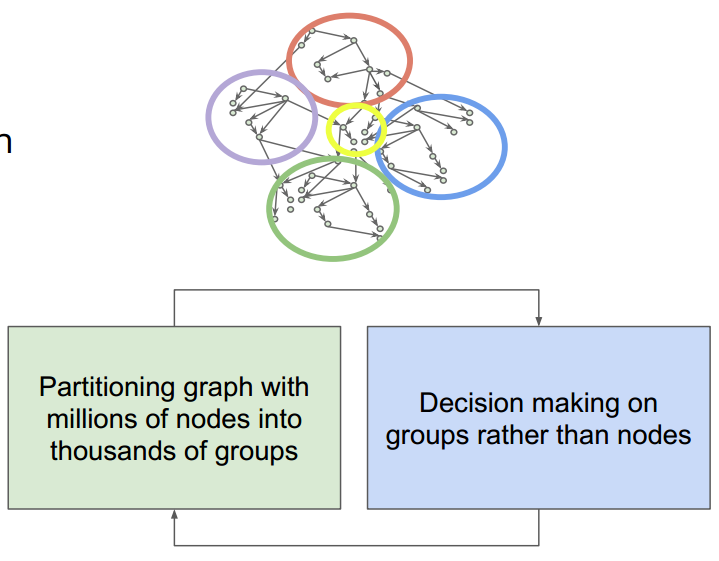 n
Partitioning graph with
millions of nodes into
thousands of groups
Decision making on
groups rather than nodes